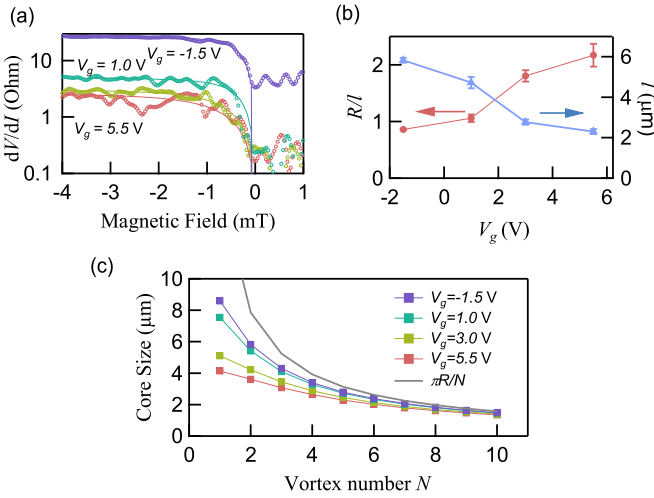 (a)
10
1
0.1
dV/dI (Ohm)
V_g = -1.5 V
V_g = 1.0 V
V_g = 5.5 V
-4 -3 -2 -1 0 1
Magnetic Field (mT)
(b)
2
1
0
R/l
6
4
2
0
l (μm)
-2 0 2 4 6
V_g (V)
(c)
10
8
6
4
2
0
Core Size (μm)
V_g=-1.5 V
V_g=1.0 V
V_g=3.0 V
V_g=5.5 V
πR/N
0 2 4 6 8 10
Vortex number N